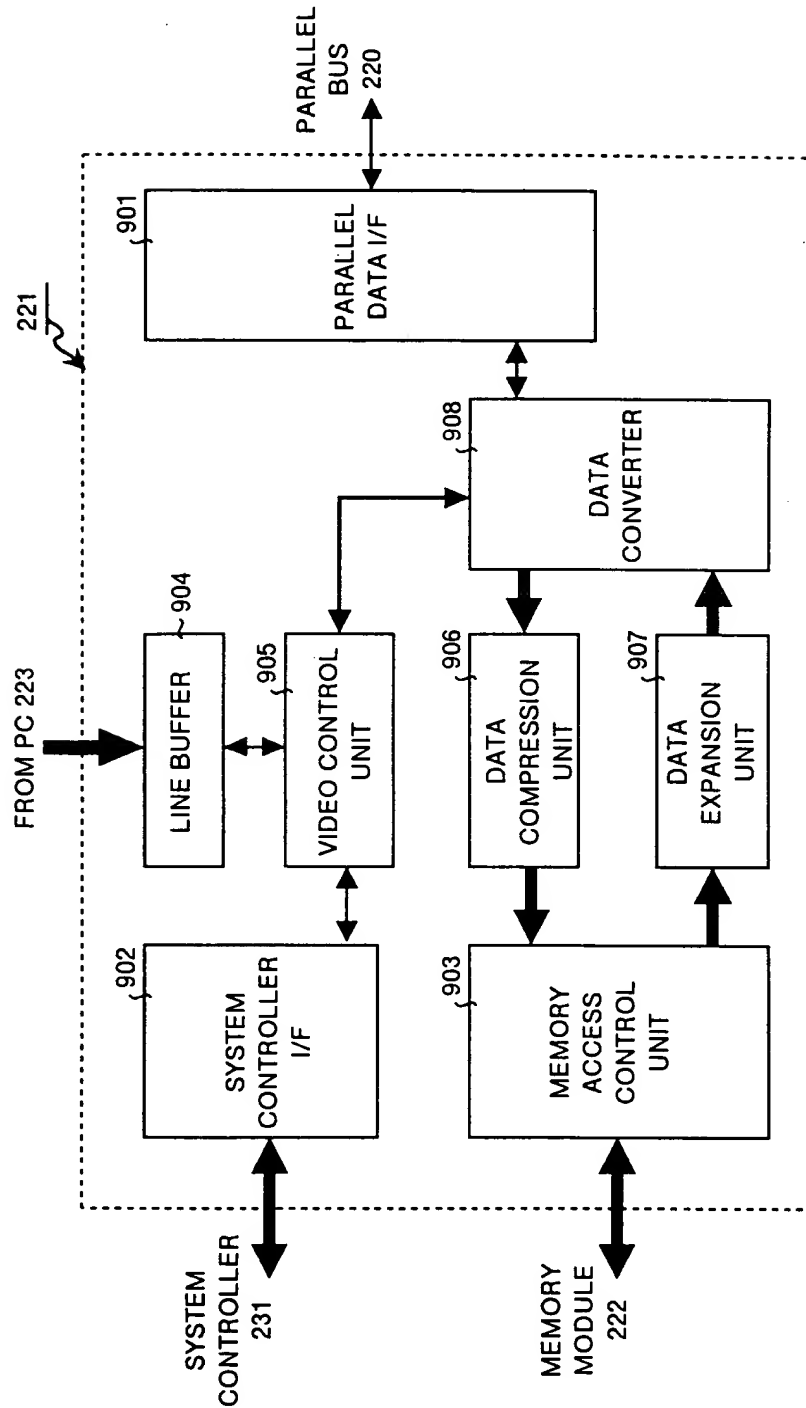 FROM PC 223
221
PARALLEL
BUS
220
SYSTEM
CONTROLLER
231
902
SYSTEM
CONTROLLER
I/F
904
LINE BUFFER
905
VIDEO CONTROL
UNIT
901
PARALLEL
DATA I/F
908
DATA
CONVERTER
906
DATA
COMPRESSION
UNIT
907
DATA
EXPANSION
UNIT
903
MEMORY
ACCESS
CONTROL
UNIT
MEMORY
MODULE
222